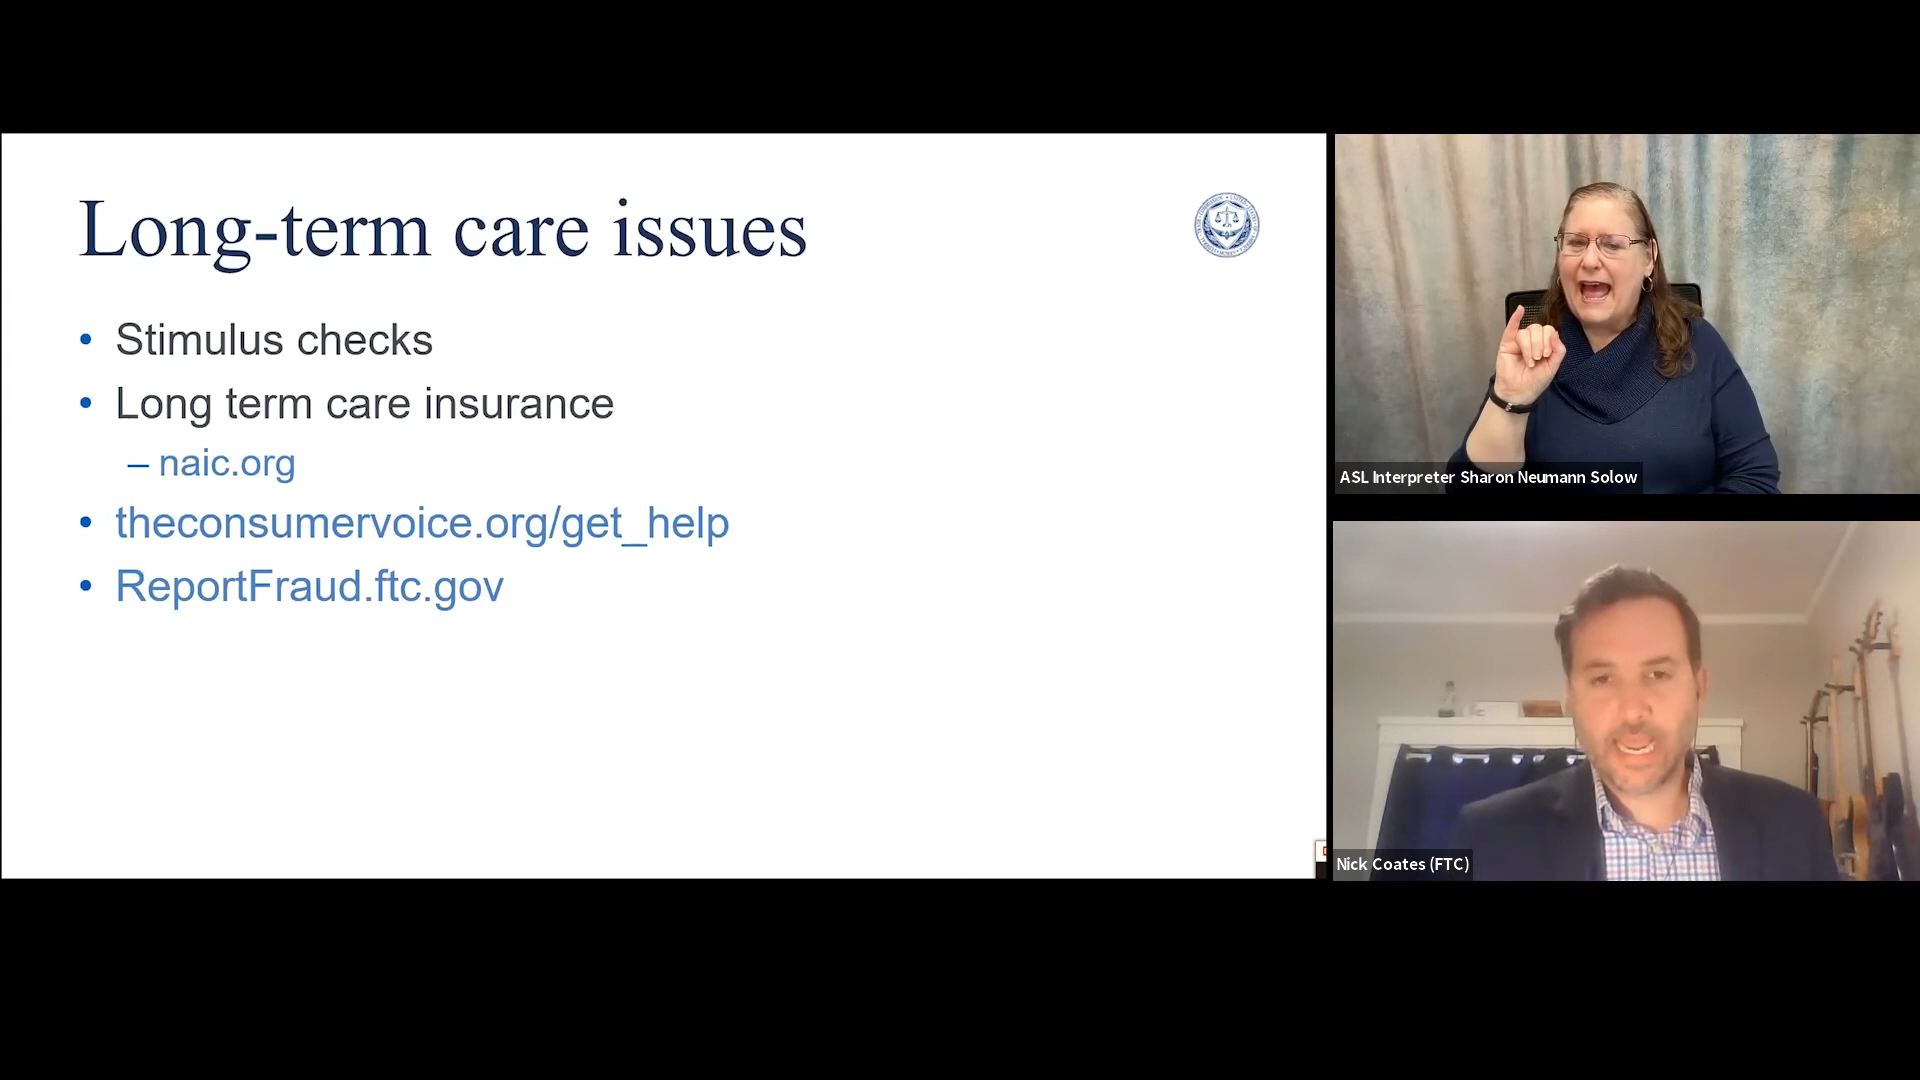 Long-term care issues
• Stimulus checks
• Long term care insurance
– naic.org
• theconsumervoice.org/get_help
• ReportFraud.ftc.gov
ASL Interpreter Sharon Neumann Solow
Nick Coates (FTC)